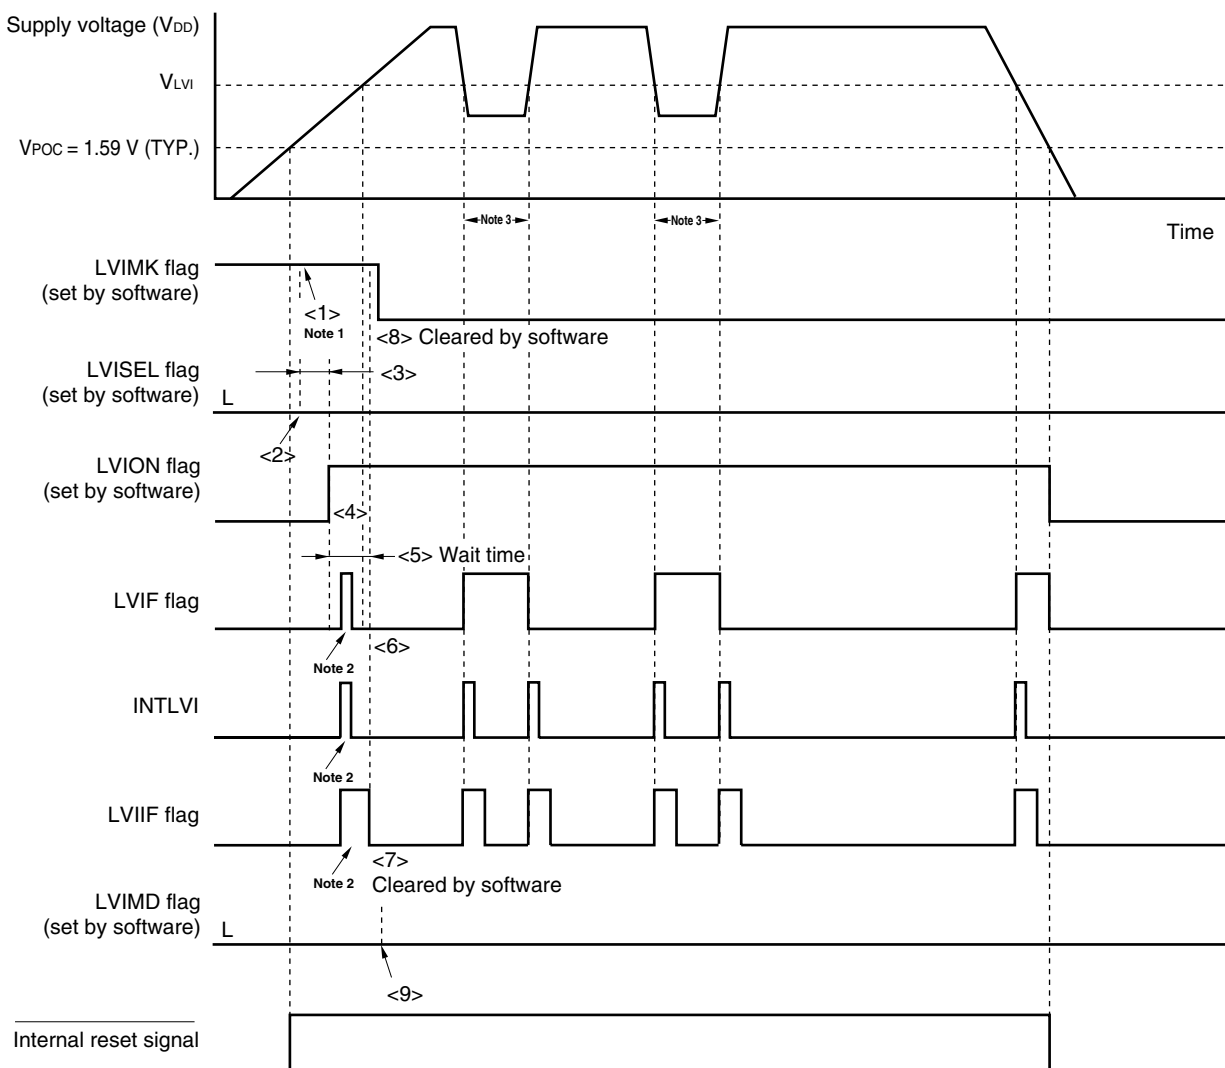 Supply voltage (VDD)
VLVI
VPOC = 1.59 V (TYP.)
Note 3
Note 3
Time
LVIMK flag
(set by software)
<1>
Note 1
<8> Cleared by software
LVISEL flag
(set by software)
L
<3>
<2>
LVION flag
(set by software)
<4>
<5> Wait time
LVIF flag
Note 2
<6>
INTLVI
Note 2
LVIIF flag
Note 2
<7>
Cleared by software
LVIMD flag
(set by software)
L
<9>
Internal reset signal